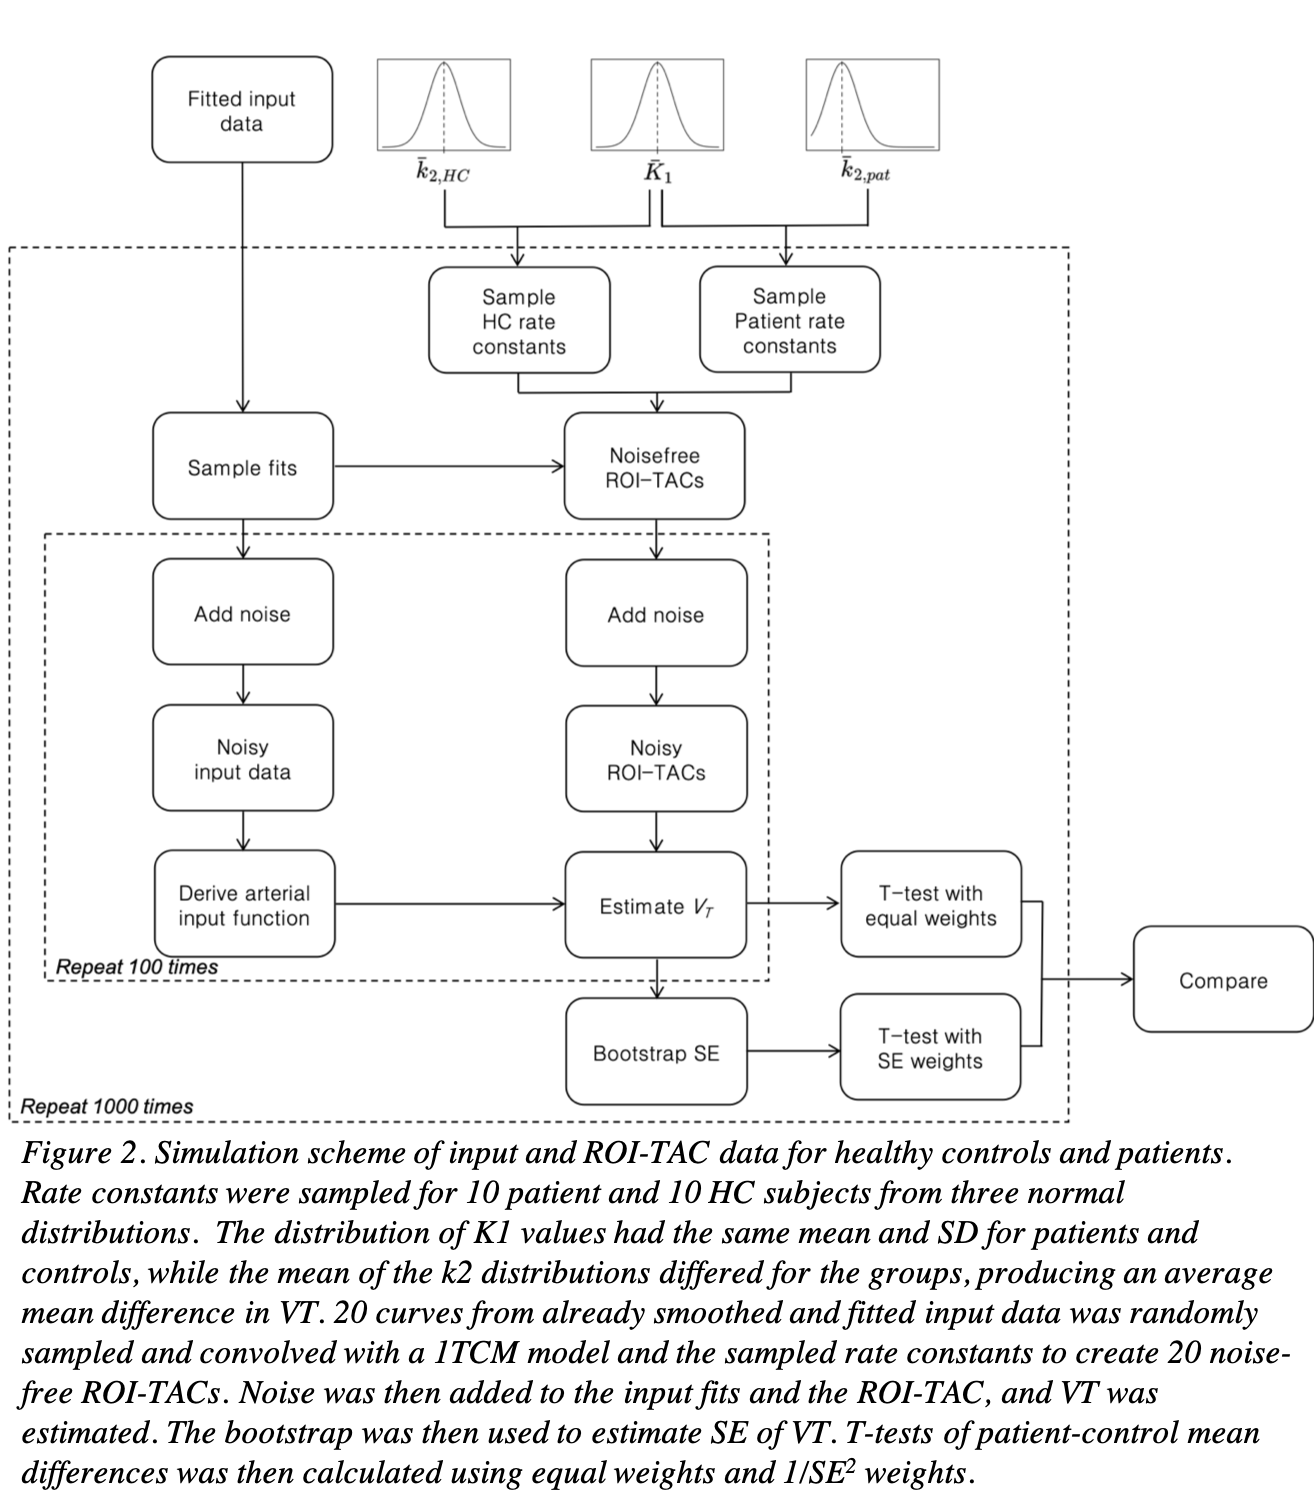 Fitted input
data
k̄2,HC
K̄1
k̄2,pat
Sample
HC rate
constants
Sample
Patient rate
constants
Sample fits
Noisefree
ROI–TACs
Add noise
Add noise
Noisy
input data
Noisy
ROI–TACs
Derive arterial
input function
Estimate VT
T–test with
equal weights
Repeat 100 times
Compare
Bootstrap SE
T–test with
SE weights
Repeat 1000 times
Figure 2. Simulation scheme of input and ROI-TAC data for healthy controls and patients.
Rate constants were sampled for 10 patient and 10 HC subjects from three normal
distributions. The distribution of K1 values had the same mean and SD for patients and
controls, while the mean of the k2 distributions differed for the groups, producing an average
mean difference in VT. 20 curves from already smoothed and fitted input data was randomly
sampled and convolved with a 1TCM model and the sampled rate constants to create 20 noise-
free ROI-TACs. Noise was then added to the input fits and the ROI-TAC, and VT was
estimated. The bootstrap was then used to estimate SE of VT. T-tests of patient-control mean
differences was then calculated using equal weights and 1/SE² weights.